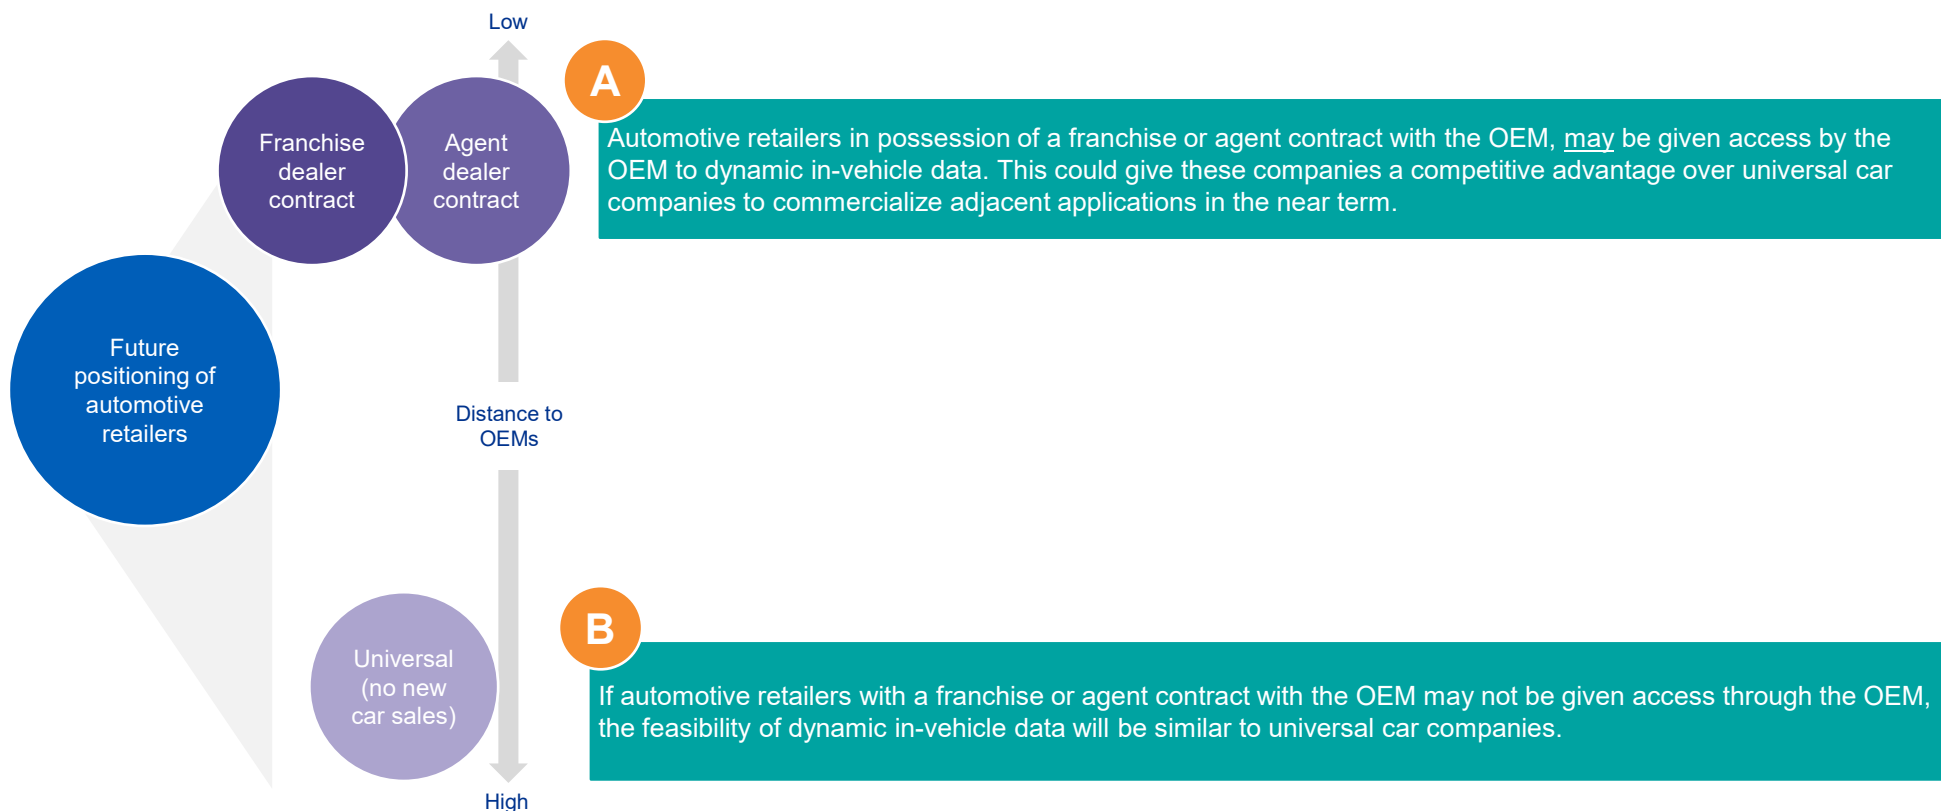 Low
A
Franchise
dealer
contract
Agent
dealer
contract
Automotive retailers in possession of a franchise or agent contract with the OEM, may be given access by the
OEM to dynamic in-vehicle data. This could give these companies a competitive advantage over universal car
companies to commercialize adjacent applications in the near term.
Future
positioning of
automotive
retailers
Distance to
OEMs
B
Universal
(no new
car sales)
If automotive retailers with a franchise or agent contract with the OEM may not be given access through the OEM,
the feasibility of dynamic in-vehicle data will be similar to universal car companies.
High